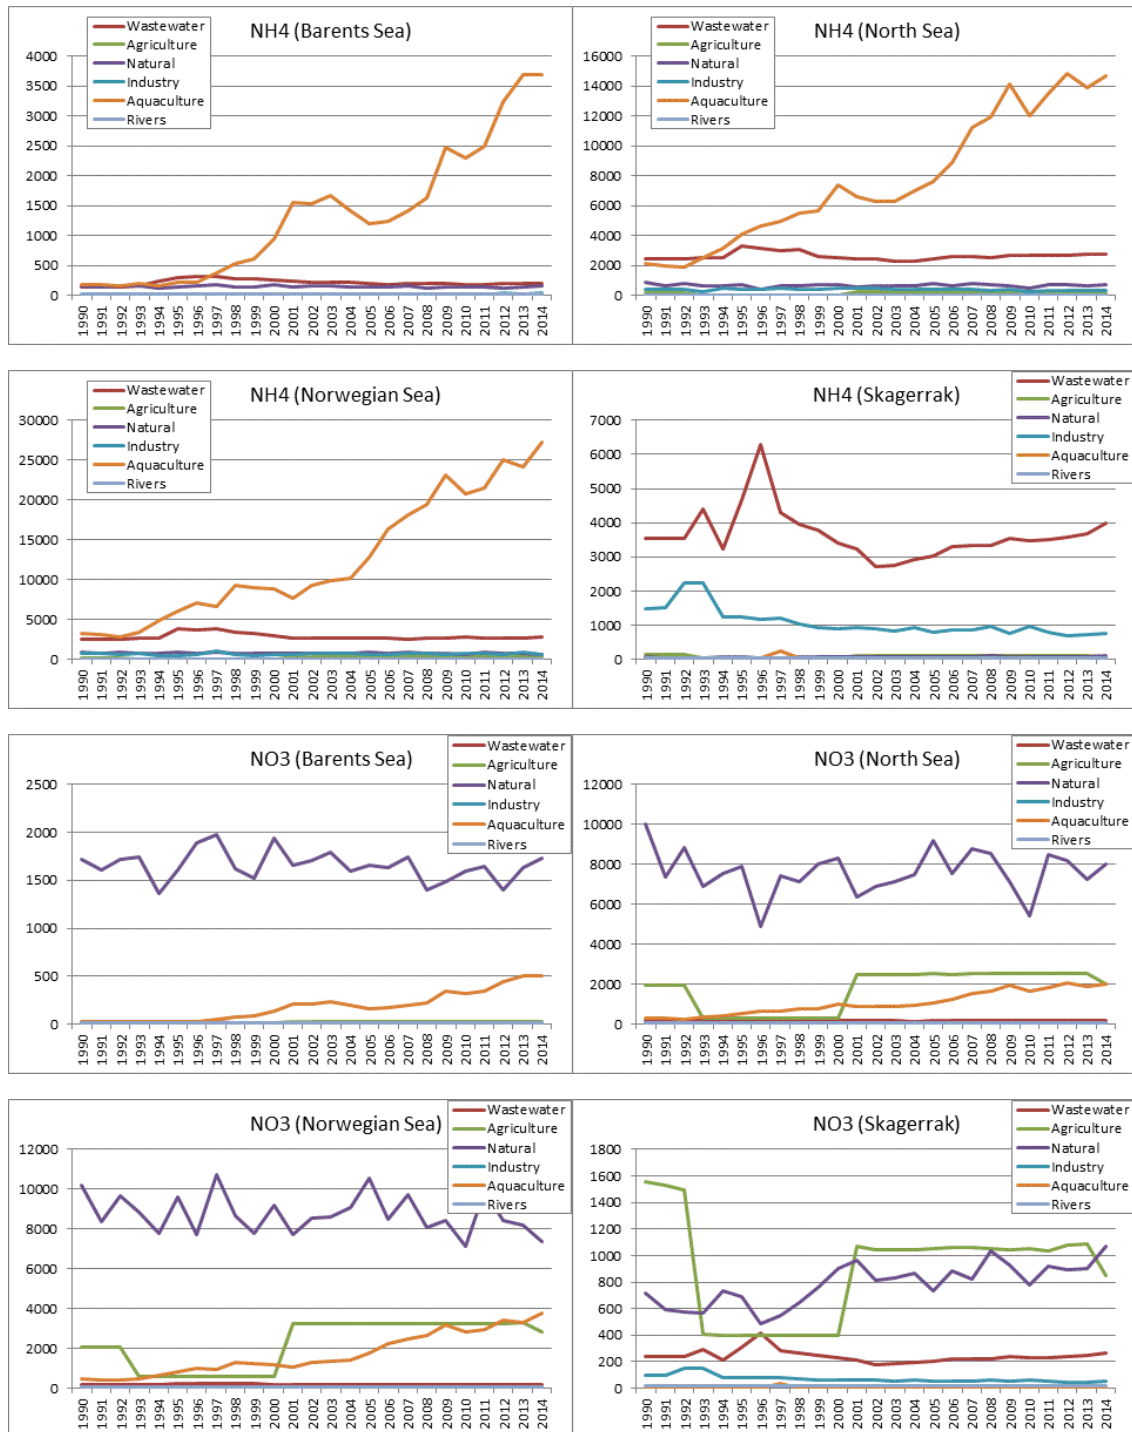 NH4 (Barents Sea)
Wastewater
Agriculture
Natural
Industry
Aquaculture
Rivers
4000
3500
3000
2500
2000
1500
1000
500
0
1990 1991 1992 1993 1994 1995 1996 1997 1998 1999 2000 2001 2002 2003 2004 2005 2006 2007 2008 2009 2010 2011 2012 2013 2014
NH4 (North Sea)
Wastewater
Agriculture
Natural
Industry
Aquaculture
Rivers
16000
14000
12000
10000
8000
6000
4000
2000
0
1990 1991 1992 1993 1994 1995 1996 1997 1998 1999 2000 2001 2002 2003 2004 2005 2006 2007 2008 2009 2010 2011 2012 2013 2014
NH4 (Norwegian Sea)
Wastewater
Agriculture
Natural
Industry
Aquaculture
Rivers
30000
25000
20000
15000
10000
5000
0
1990 1991 1992 1993 1994 1995 1996 1997 1998 1999 2000 2001 2002 2003 2004 2005 2006 2007 2008 2009 2010 2011 2012 2013 2014
NH4 (Skagerrak)
Wastewater
Agriculture
Natural
Industry
Aquaculture
Rivers
7000
6000
5000
4000
3000
2000
1000
0
1990 1991 1992 1993 1994 1995 1996 1997 1998 1999 2000 2001 2002 2003 2004 2005 2006 2007 2008 2009 2010 2011 2012 2013 2014
NO3 (Barents Sea)
Wastewater
Agriculture
Natural
Industry
Aquaculture
Rivers
2500
2000
1500
1000
500
0
1990 1991 1992 1993 1994 1995 1996 1997 1998 1999 2000 2001 2002 2003 2004 2005 2006 2007 2008 2009 2010 2011 2012 2013 2014
NO3 (North Sea)
Wastewater
Agriculture
Natural
Industry
Aquaculture
Rivers
12000
10000
8000
6000
4000
2000
0
1990 1991 1992 1993 1994 1995 1996 1997 1998 1999 2000 2001 2002 2003 2004 2005 2006 2007 2008 2009 2010 2011 2012 2013 2014
NO3 (Norwegian Sea)
Wastewater
Agriculture
Natural
Industry
Aquaculture
Rivers
12000
10000
8000
6000
4000
2000
0
1990 1991 1992 1993 1994 1995 1996 1997 1998 1999 2000 2001 2002 2003 2004 2005 2006 2007 2008 2009 2010 2011 2012 2013 2014
NO3 (Skagerrak)
Wastewater
Agriculture
Natural
Industry
Aquaculture
Rivers
1800
1600
1400
1200
1000
800
600
400
200
0
1990 1991 1992 1993 1994 1995 1996 1997 1998 1999 2000 2001 2002 2003 2004 2005 2006 2007 2008 2009 2010 2011 2012 2013 2014